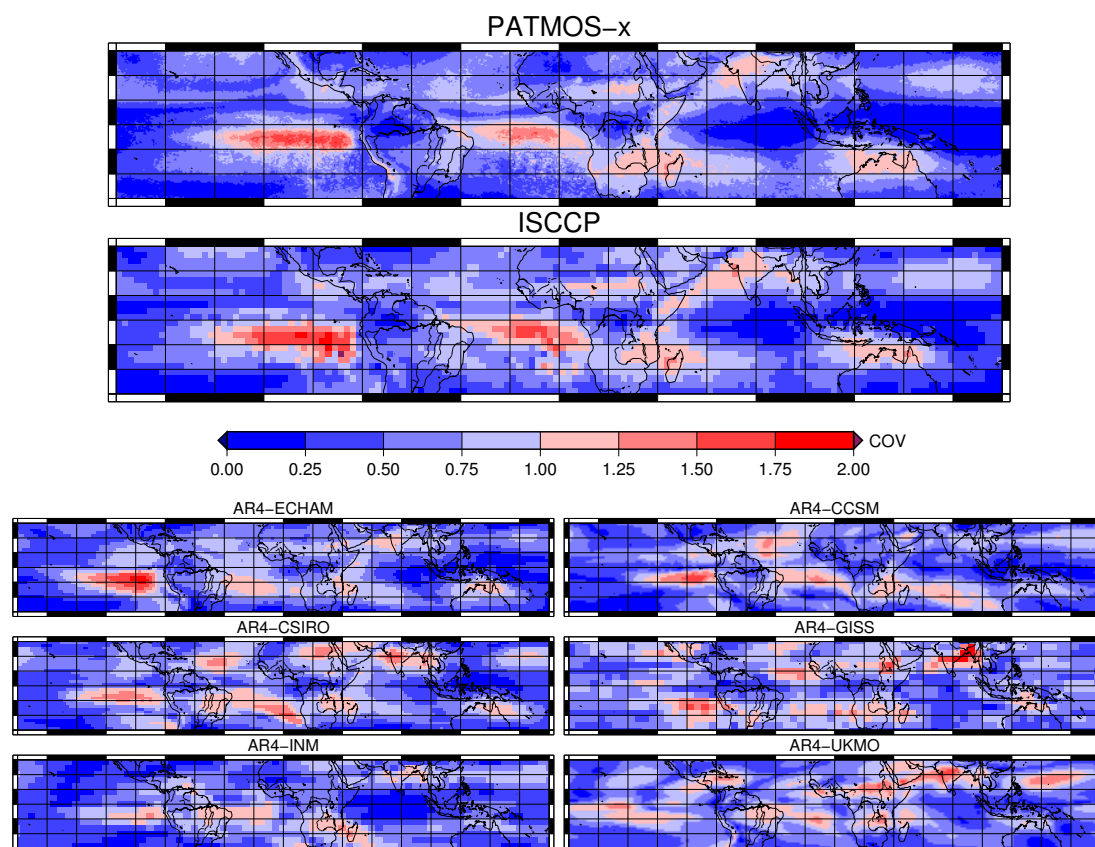 PATMOS−x
ISCCP
COV
0.00 0.25 0.50 0.75 1.00 1.25 1.50 1.75 2.00
AR4−ECHAM AR4−CCSM
AR4−CSIRO AR4−GISS
AR4−INM AR4−UKMO